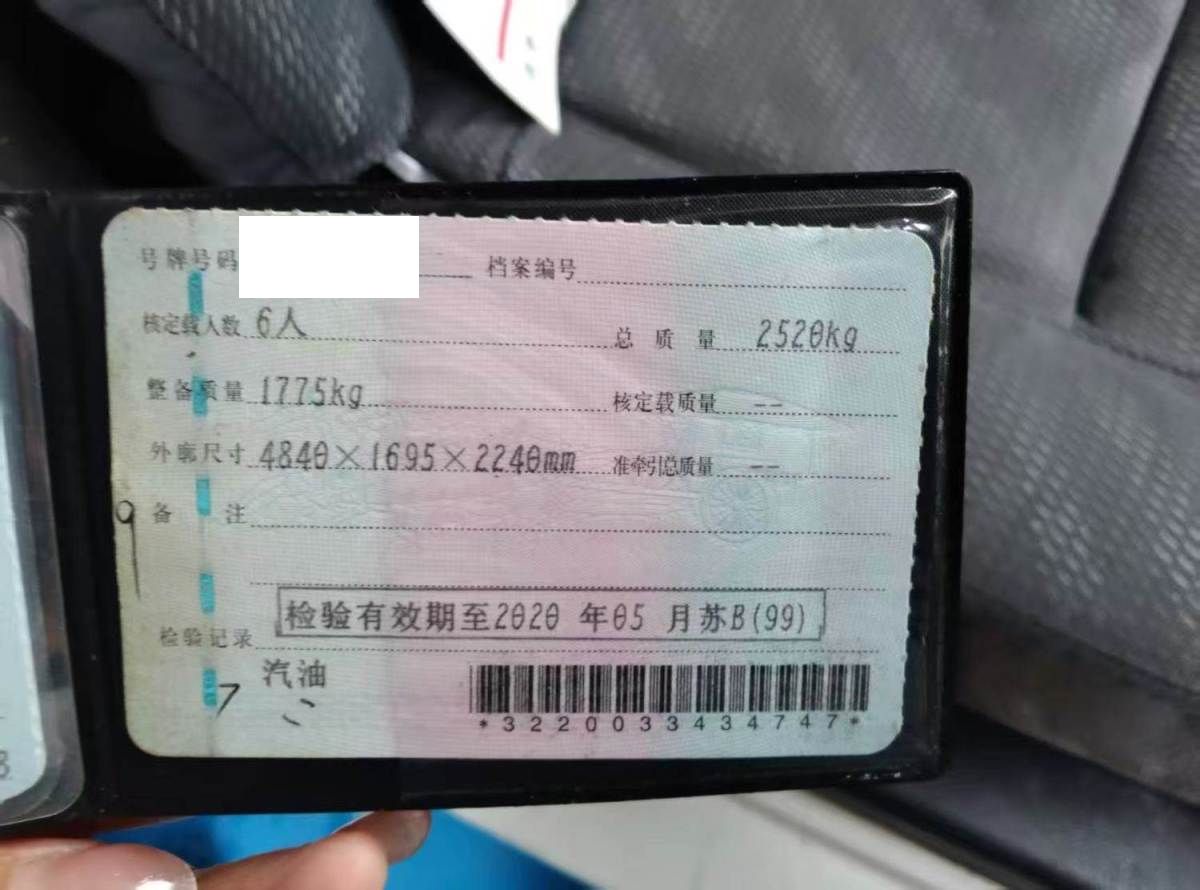 号牌号码 档案编号
核定载人数 6人 总质量 2520kg
整备质量 1775kg 核定载质量 --
外廓尺寸 4840×1695×2240mm 准牵引总质量 --
备注
检验记录 检验有效期至2020年05月苏B(99)
汽油
*3220033434747*